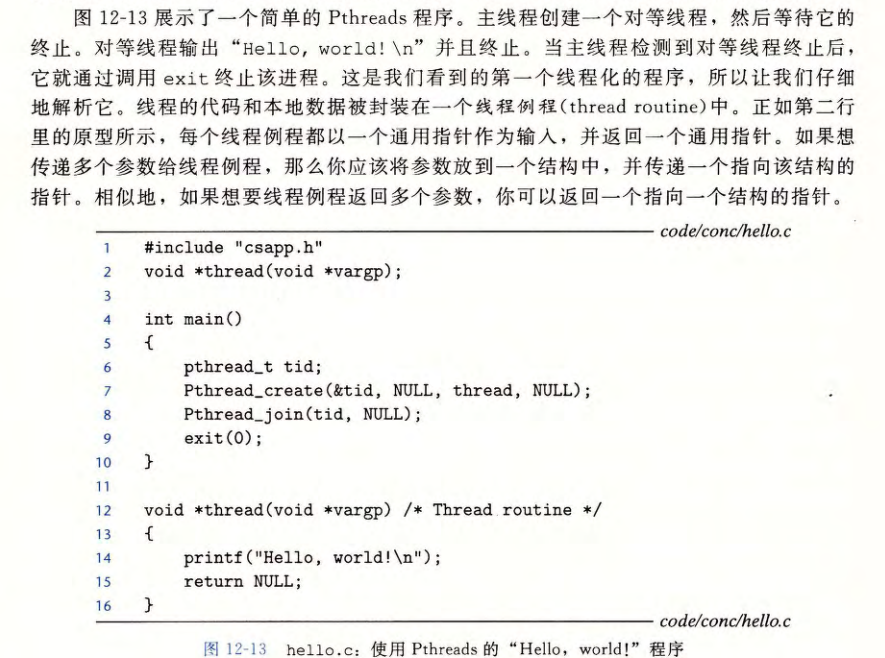 图 12-13 展示了一个简单的 Pthreads 程序。主线程创建一个对等线程，然后等待它的
终止。对等线程输出“Hello, world!\n”并且终止。当主线程检测到对等线程终止后，
它就通过调用 exit 终止该进程。这是我们看到的第一个线程化的程序，所以让我们仔细
地解析它。线程的代码和本地数据被封装在一个线程例程(thread routine)中。正如第二行
里的原型所示，每个线程例程都以一个通用指针作为输入，并返回一个通用指针。如果想
传递多个参数给线程例程，那么你应该将参数放到一个结构中，并传递一个指向该结构的
指针。相似地，如果想要线程例程返回多个参数，你可以返回一个指向一个结构的指针。
code/conc/hello.c
1 #include "csapp.h"
2 void *thread(void *vargp);
3
4 int main()
5 {
6 pthread_t tid;
7 Pthread_create(&tid, NULL, thread, NULL);
8 Pthread_join(tid, NULL);
9 exit(0);
10 }
11
12 void *thread(void *vargp) /* Thread routine */
13 {
14 printf("Hello, world!\n");
15 return NULL;
16 }
code/conc/hello.c
图 12-13 hello.c：使用 Pthreads 的“Hello，world!”程序